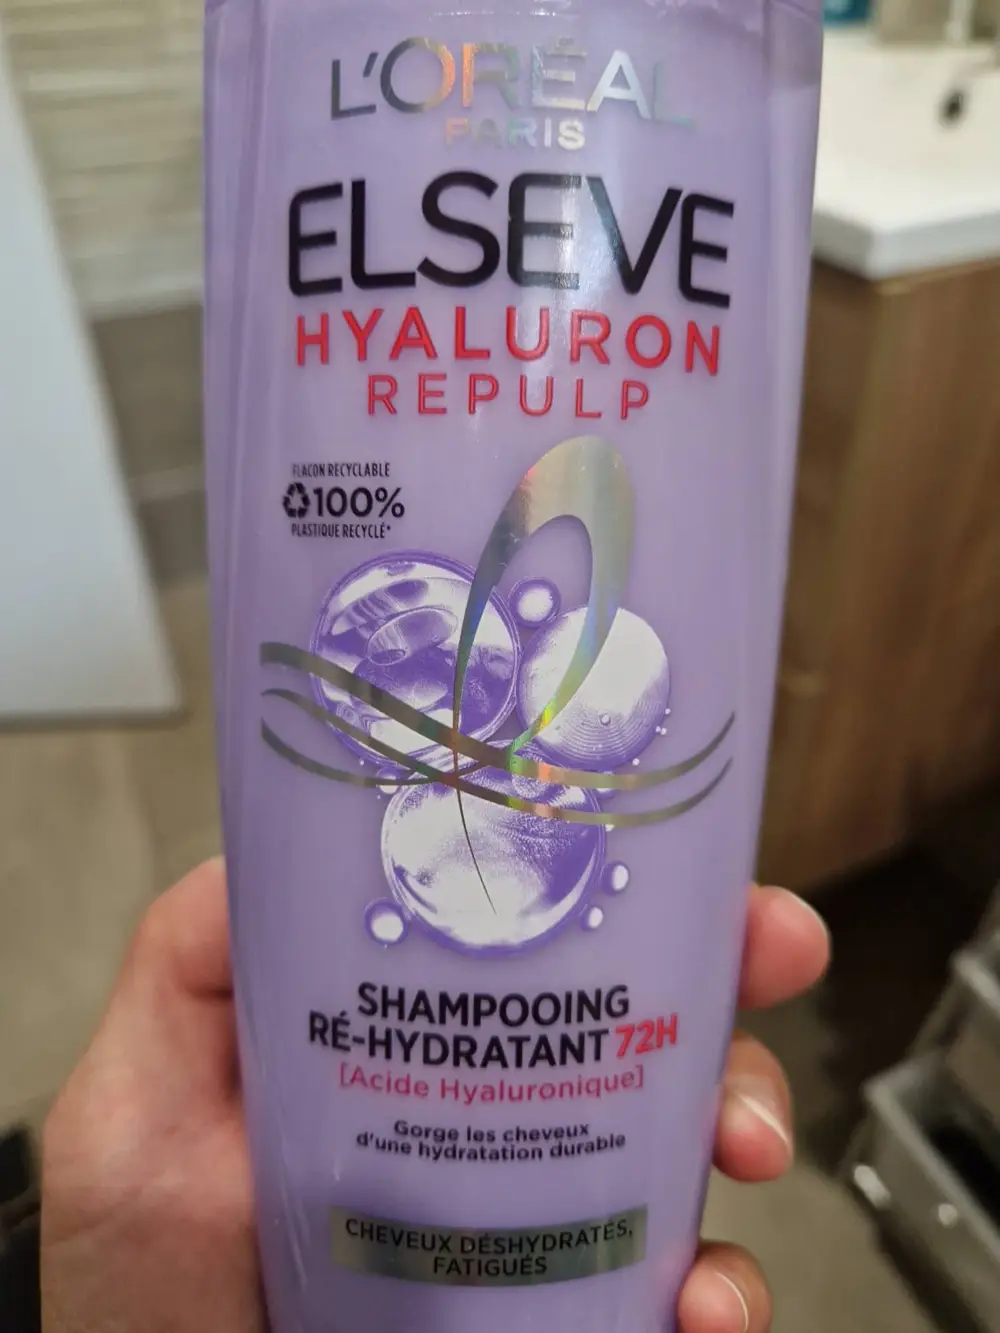 L'ORÉAL
PARIS
ELSEVE
HYALURON
REPULP
FLACON RECYCLABLE
100%
PLASTIQUE RECYCLÉ*
SHAMPOOING
RÉ-HYDRATANT 72H
[Acide Hyaluronique]
Gorge les cheveux
d'une hydratation durable
CHEVEUX DÉSHYDRATÉS,
FATIGUÉS